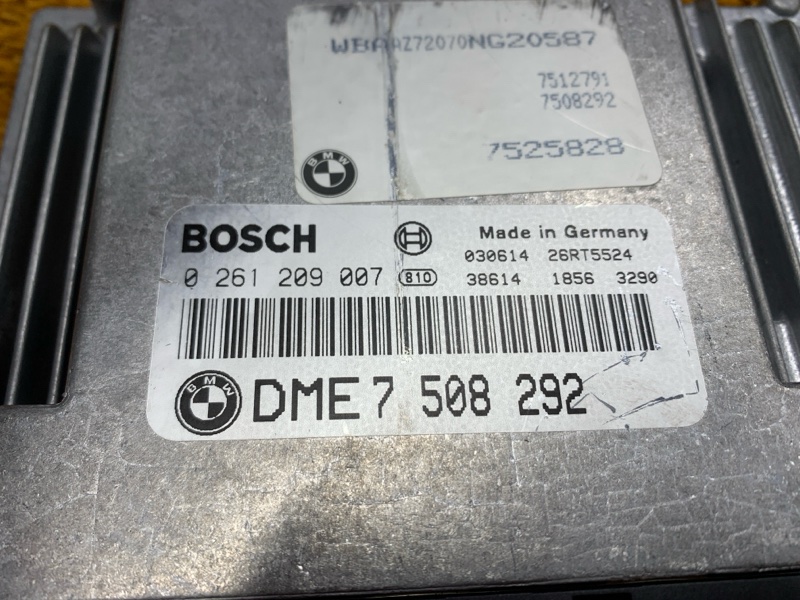 WBAAZ72070NG20587
7512791
7508292
7525828
BMW
BOSCH
Made in Germany
030614 26RT5524
0 261 209 007 810 38614 1856 3290
BMW
DME 7 508 292